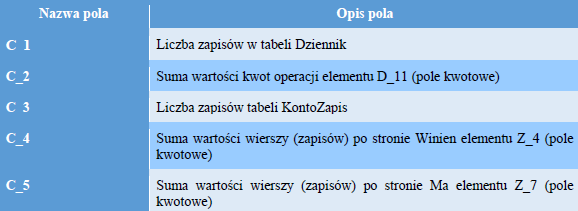 Nazwa pola Opis pola
C 1 Liczba zapisów w tabeli Dziennik
C_2 Suma wartości kwot operacji elementu D_11 (pole kwotowe)
C 3 Liczba zapisów tabeli KontoZapis
C_4 Suma wartości wierszy (zapisów) po stronie Winien elementu Z_4 (pole
kwotowe)
C_5 Suma wartości wierszy (zapisów) po stronie Ma elementu Z_7 (pole
kwotowe)